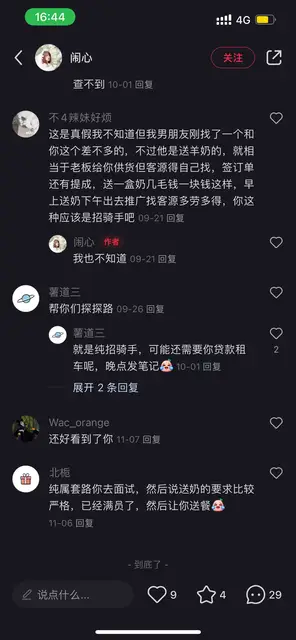 16:44
4G
闹心
关注
查不到 10-01 回复
不4辣妹好烦
这是真假我不知道但我男朋友刚找了一个和
你这个差不多的，不过他是送羊奶的，就相
当于老板给你供货但客源得自己找，签订单
还有提成，送一盒奶几毛钱一块钱这样，早
上送奶下午出去推广找客源多劳多得，你这
种应该是招骑手吧 09-21 回复
闹心 作者
我也不知道 09-21 回复
薯道三
帮你们探探路 09-26 回复
薯道三
就是纯招骑手，可能还需要你贷款租
车呢，晚点发笔记 10-01 回复
2
展开 2 条回复
Wac_orange
还好看到了你 11-07 回复
北栀
纯属套路你去面试，然后说送奶的要求比较
严格，已经满员了，然后让你送餐
11-06 回复
- 到底了 -
说点什么...
9
4
29